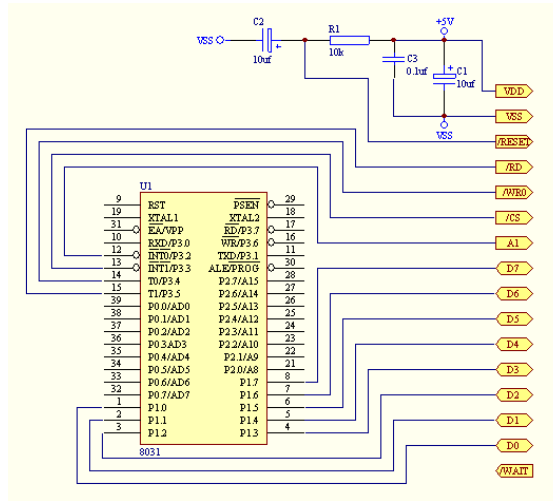 C2
VSS
10uf
R1
10k
+5V
C3
0.1uf
C1
10uf
VSS
VDD
VSS
/RESET
/RD
/WR0
/CS
A1
D7
D6
D5
D4
D3
D2
D1
D0
/WAIT
U1
9 RST PSEN 29
19 XTAL1 XTAL2 18
31 EA/VPP RD/P3.7 17
10 RXD/P3.0 WR/P3.6 16
12 INT0/P3.2 TXD/P3.1 11
13 INT1/P3.3 ALE/PROG 30
14 T0/P3.4 P2.7/A15 28
15 T1/P3.5 P2.6/A14 27
39 P0.0/AD0 P2.5/A13 26
38 P0.1/AD1 P2.4/A12 25
37 P0.2/AD2 P2.3/A11 24
36 P0.3AD3 P2.2/A10 23
35 P0.4/AD4 P2.1/A9 22
34 P0.5/AD5 P2.0/A8 21
33 P0.6/AD6 P1.7 8
32 P0.7/AD7 P1.6 7
1 P1.0 P1.5 6
2 P1.1 P1.4 5
3 P1.2 P1.3 4
8031